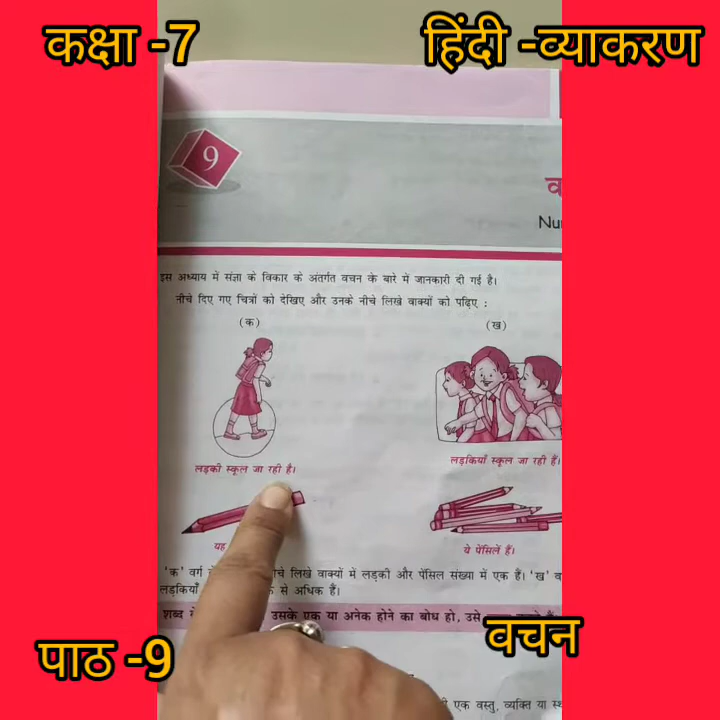 कक्षा -7
हिंदी -व्याकरण
9
Nu
इस अध्याय में संज्ञा के विकार के अंतर्गत वचन के बारे में जानकारी दी गई है।
नीचे दिए गए चित्रों को देखिए और उनके नीचे लिखे वाक्यों को पढ़िए :
(क)
(ख)
लड़की स्कूल जा रही है।
लड़कियाँ स्कूल जा रही हैं।
यह
ये पेंसिलें हैं।
'क' वर्ग लिखे वाक्यों में लड़की और पेंसिल संख्या में एक हैं। 'ख' व
लड़कियाँ से अधिक हैं।
शब्द उसके एक या अनेक होने का बोध हो, उसे
पाठ -9
वचन
एक वस्तु, व्यक्ति या